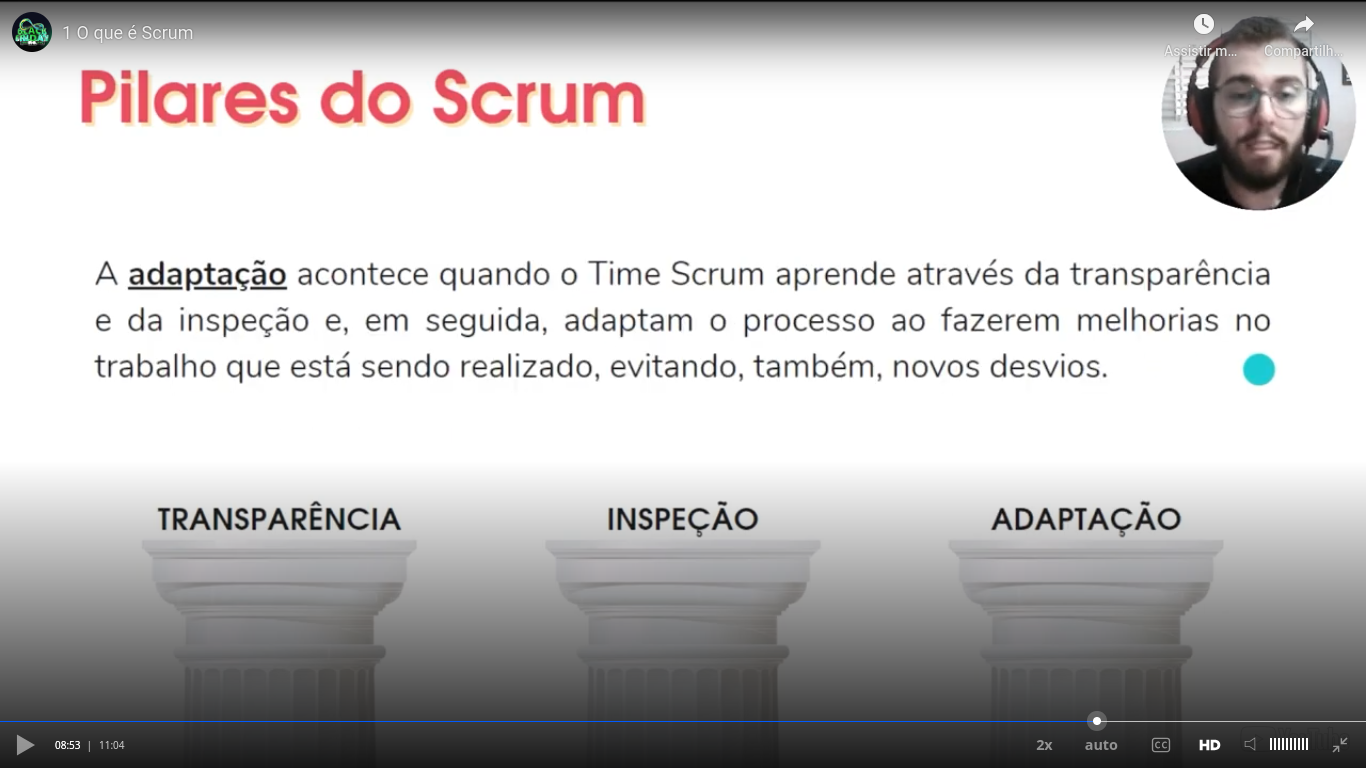 1 O que é Scrum
Assistir m...
Compartilh...
Pilares do Scrum
A adaptação acontece quando o Time Scrum aprende através da transparência
e da inspeção e, em seguida, adaptam o processo ao fazerem melhorias no
trabalho que está sendo realizado, evitando, também, novos desvios.
TRANSPARÊNCIA
INSPEÇÃO
ADAPTAÇÃO
08:53 | 11:04
2x
auto
CC
HD